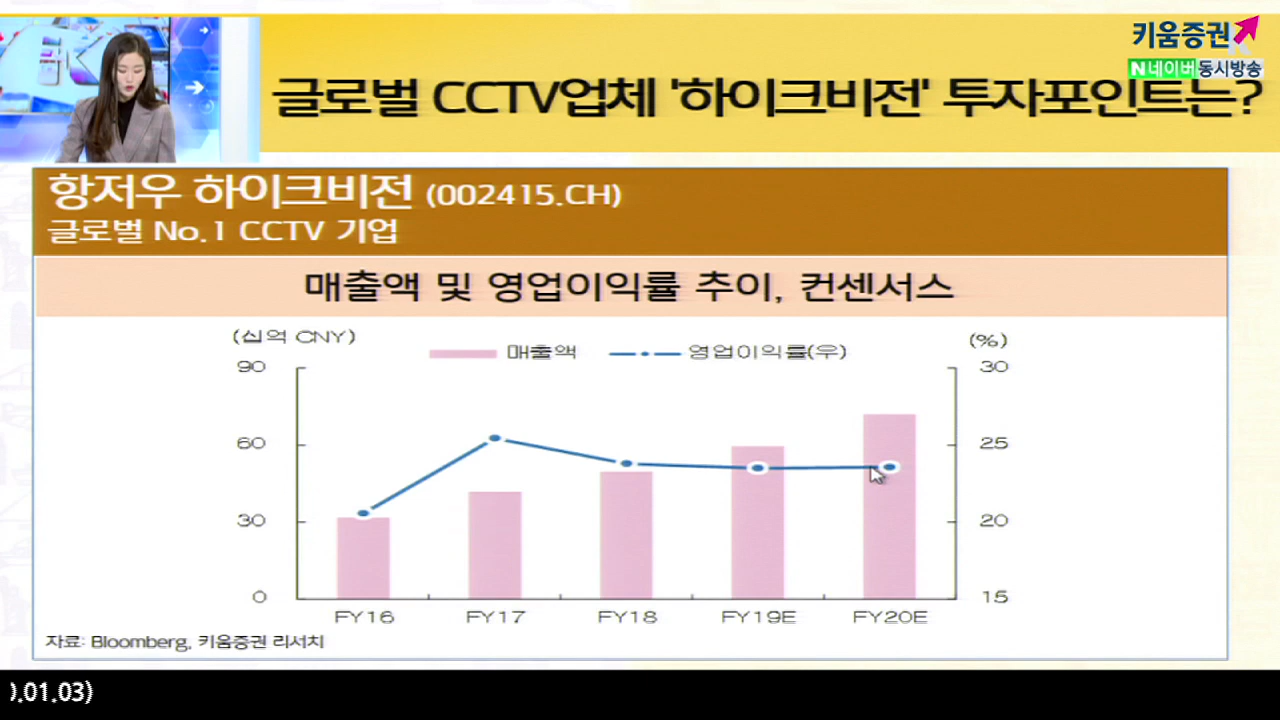 키움증권
N 네이버 동시방송
글로벌 CCTV업체 '하이크비전' 투자포인트는?
항저우 하이크비전 (002415.CH)
글로벌 No.1 CCTV 기업
매출액 및 영업이익률 추이, 컨센서스
(십억 CNY)
(%)
매출액
영업이익률(우)
90
60
30
0
30
25
20
15
FY16
FY17
FY18
FY19E
FY20E
자료: Bloomberg, 키움증권 리서치
.01.03)